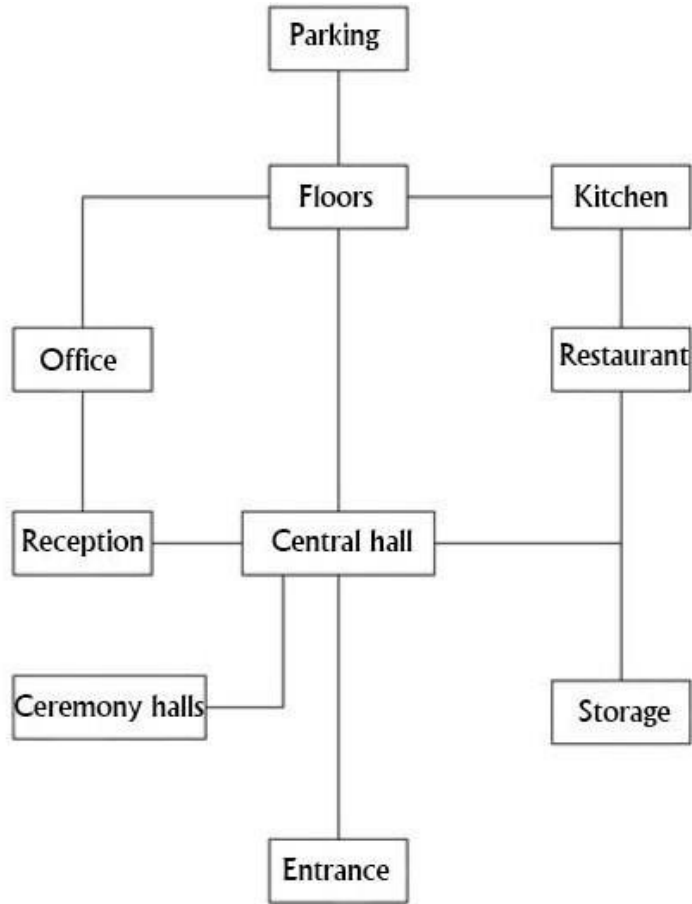 Parking
Floors
Kitchen
Office
Restaurant
Reception
Central hall
Ceremony halls
Storage
Entrance